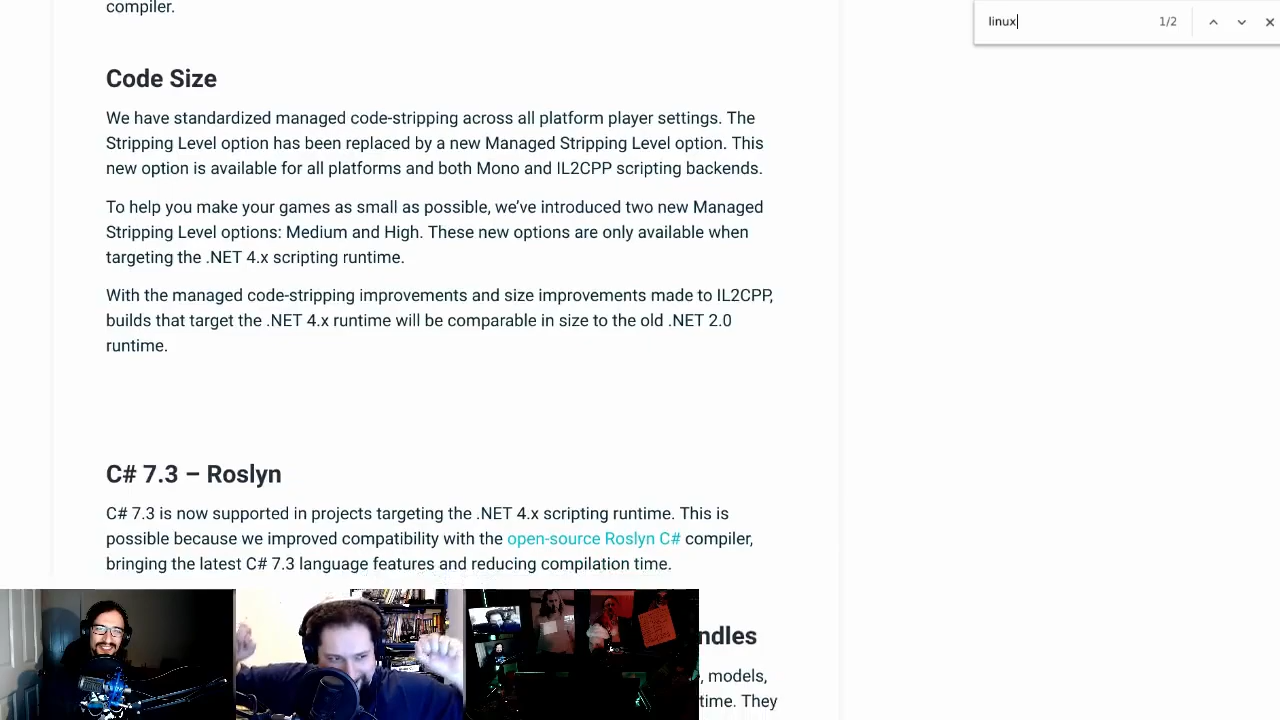 compiler.
linux
1/2
Code Size
We have standardized managed code-stripping across all platform player settings. The
Stripping Level option has been replaced by a new Managed Stripping Level option. This
new option is available for all platforms and both Mono and IL2CPP scripting backends.
To help you make your games as small as possible, we’ve introduced two new Managed
Stripping Level options: Medium and High. These new options are only available when
targeting the .NET 4.x scripting runtime.
With the managed code-stripping improvements and size improvements made to IL2CPP,
builds that target the .NET 4.x runtime will be comparable in size to the old .NET 2.0
runtime.
C# 7.3 – Roslyn
C# 7.3 is now supported in projects targeting the .NET 4.x scripting runtime. This is
possible because we improved compatibility with the open-source Roslyn C# compiler,
bringing the latest C# 7.3 language features and reducing compilation time.
ndles
, models,
time. They